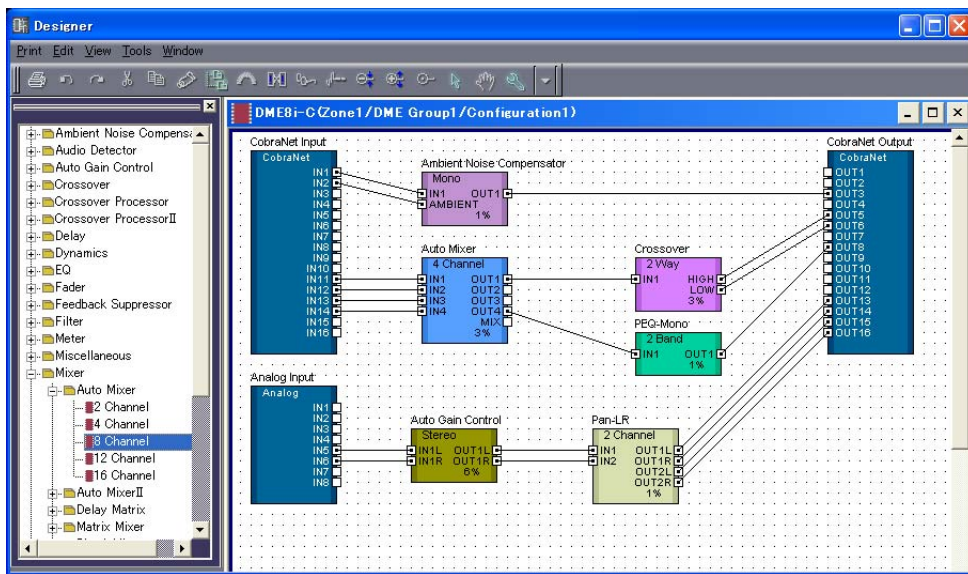 Designer
Print Edit View Tools Window
Ambient Noise Compens
Audio Detector
Auto Gain Control
Crossover
Crossover Processor
Crossover ProcessorⅡ
Delay
Dynamics
EQ
Fader
Feedback Suppressor
Filter
Meter
Miscellaneous
Mixer
Auto Mixer
2 Channel
4 Channel
8 Channel
12 Channel
16 Channel
Auto MixerⅡ
Delay Matrix
Matrix Mixer
DME8i-C(Zone1/DME Group1/Configuration1)
CobraNet Input
CobraNet
IN1
IN2
IN3
IN4
IN5
IN6
IN7
IN8
IN9
IN10
IN11
IN12
IN13
IN14
IN15
IN16
Ambient Noise Compensator
Mono
IN1 OUT1
AMBIENT
1%
Auto Mixer
4 Channel
IN1 OUT1
IN2 OUT2
IN3 OUT3
IN4 OUT4
MIX
3%
Crossover
2 Way
IN1 HIGH
LOW
3%
PEQ-Mono
2 Band
IN1 OUT1
1%
CobraNet Output
CobraNet
OUT1
OUT2
OUT3
OUT4
OUT5
OUT6
OUT7
OUT8
OUT9
OUT10
OUT11
OUT12
OUT13
OUT14
OUT15
OUT16
Analog Input
Analog
IN1
IN2
IN3
IN4
IN5
IN6
IN7
IN8
Auto Gain Control
Stereo
IN1L OUT1L
IN1R OUT1R
6%
Pan-LR
2 Channel
IN1 OUT1L
IN2 OUT1R
OUT2L
OUT2R
1%